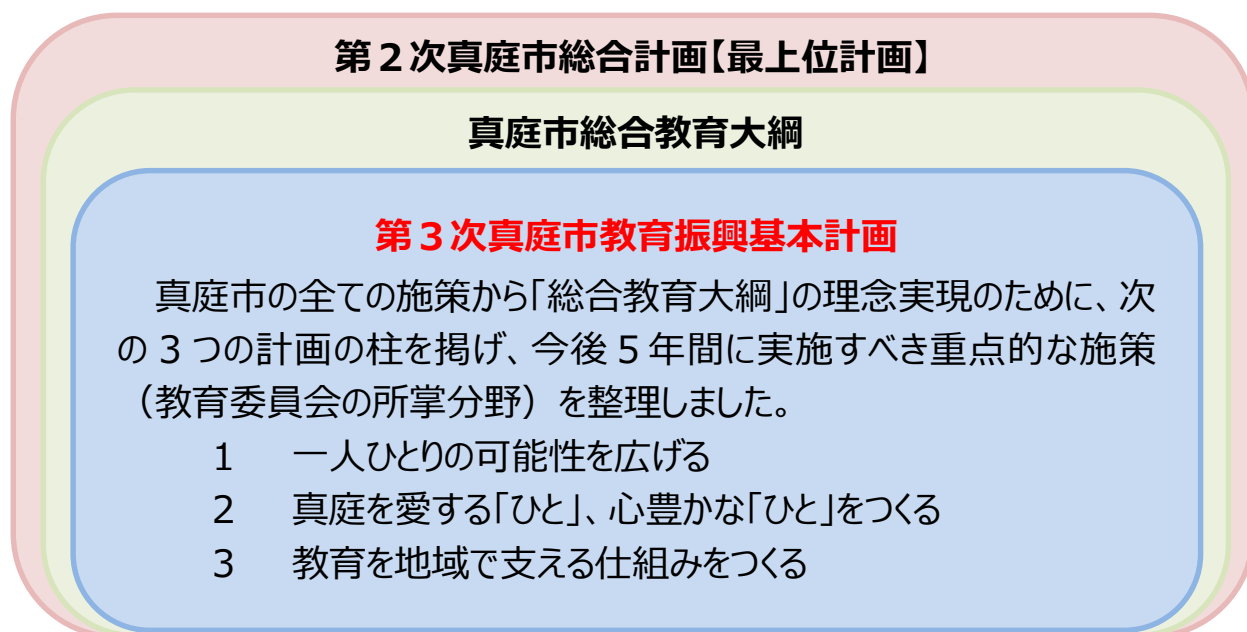 第２次真庭市総合計画【最上位計画】
真庭市総合教育大綱
第３次真庭市教育振興基本計画
　真庭市の全ての施策から「総合教育大綱」の理念実現のために、次
の３つの計画の柱を掲げ、今後５年間に実施すべき重点的な施策
（教育委員会の所掌分野）を整理しました。
１　一人ひとりの可能性を広げる
２　真庭を愛する「ひと」、心豊かな「ひと」をつくる
３　教育を地域で支える仕組みをつくる